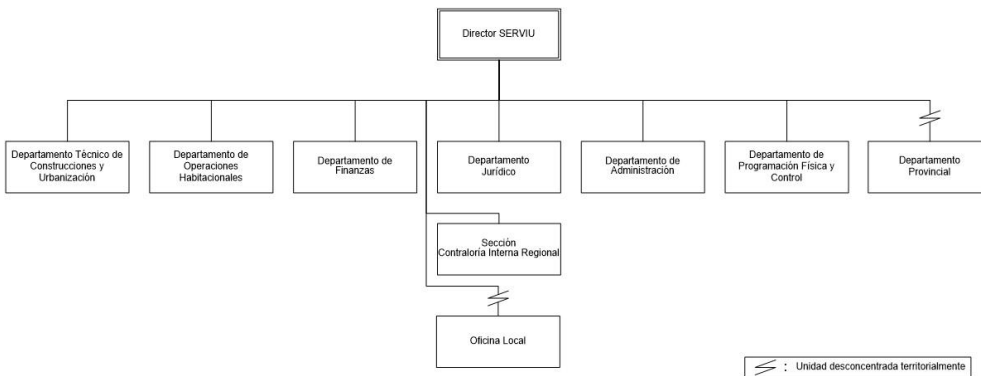 Director SERVIU
Departamento Técnico de
Construcciones y
Urbanización
Departamento de
Operaciones
Habitacionales
Departamento de
Finanzas
Departamento
Jurídico
Departamento de
Administración
Departamento de
Programación Física y
Control
Departamento
Provincial
Sección
Contraloría Interna Regional
Oficina Local
: Unidad desconcentrada territorialmente